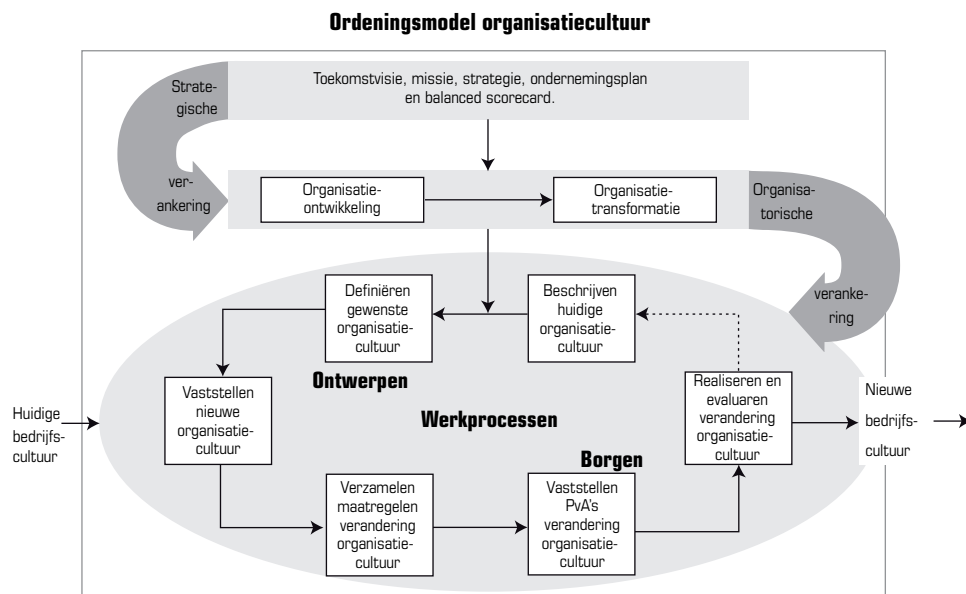 Ordeningsmodel organisatiecultuur
Toekomstvisie, missie, strategie, ondernemingsplan
en balanced scorecard.
Strate-
gische
ver-
ankering
Organisatie-
ontwikkeling
Organisatie-
transformatie
Organisa-
torische
veranke-
ring
Definiëren
gewenste
organisatie-
cultuur
Beschrijven
huidige
organisatie-
cultuur
Ontwerpen
Vaststellen
nieuwe
organisatie-
cultuur
Werkprocessen
Realiseren en
evaluaren
verandering
organisatie-
cultuur
Huidige
bedrijfs-
cultuur
Nieuwe
bedrijfs-
cultuur
Borgen
Verzamelen
maatregelen
verandering
organisatie-
cultuur
Vaststellen
PvA's
verandering
organisatie-
cultuur